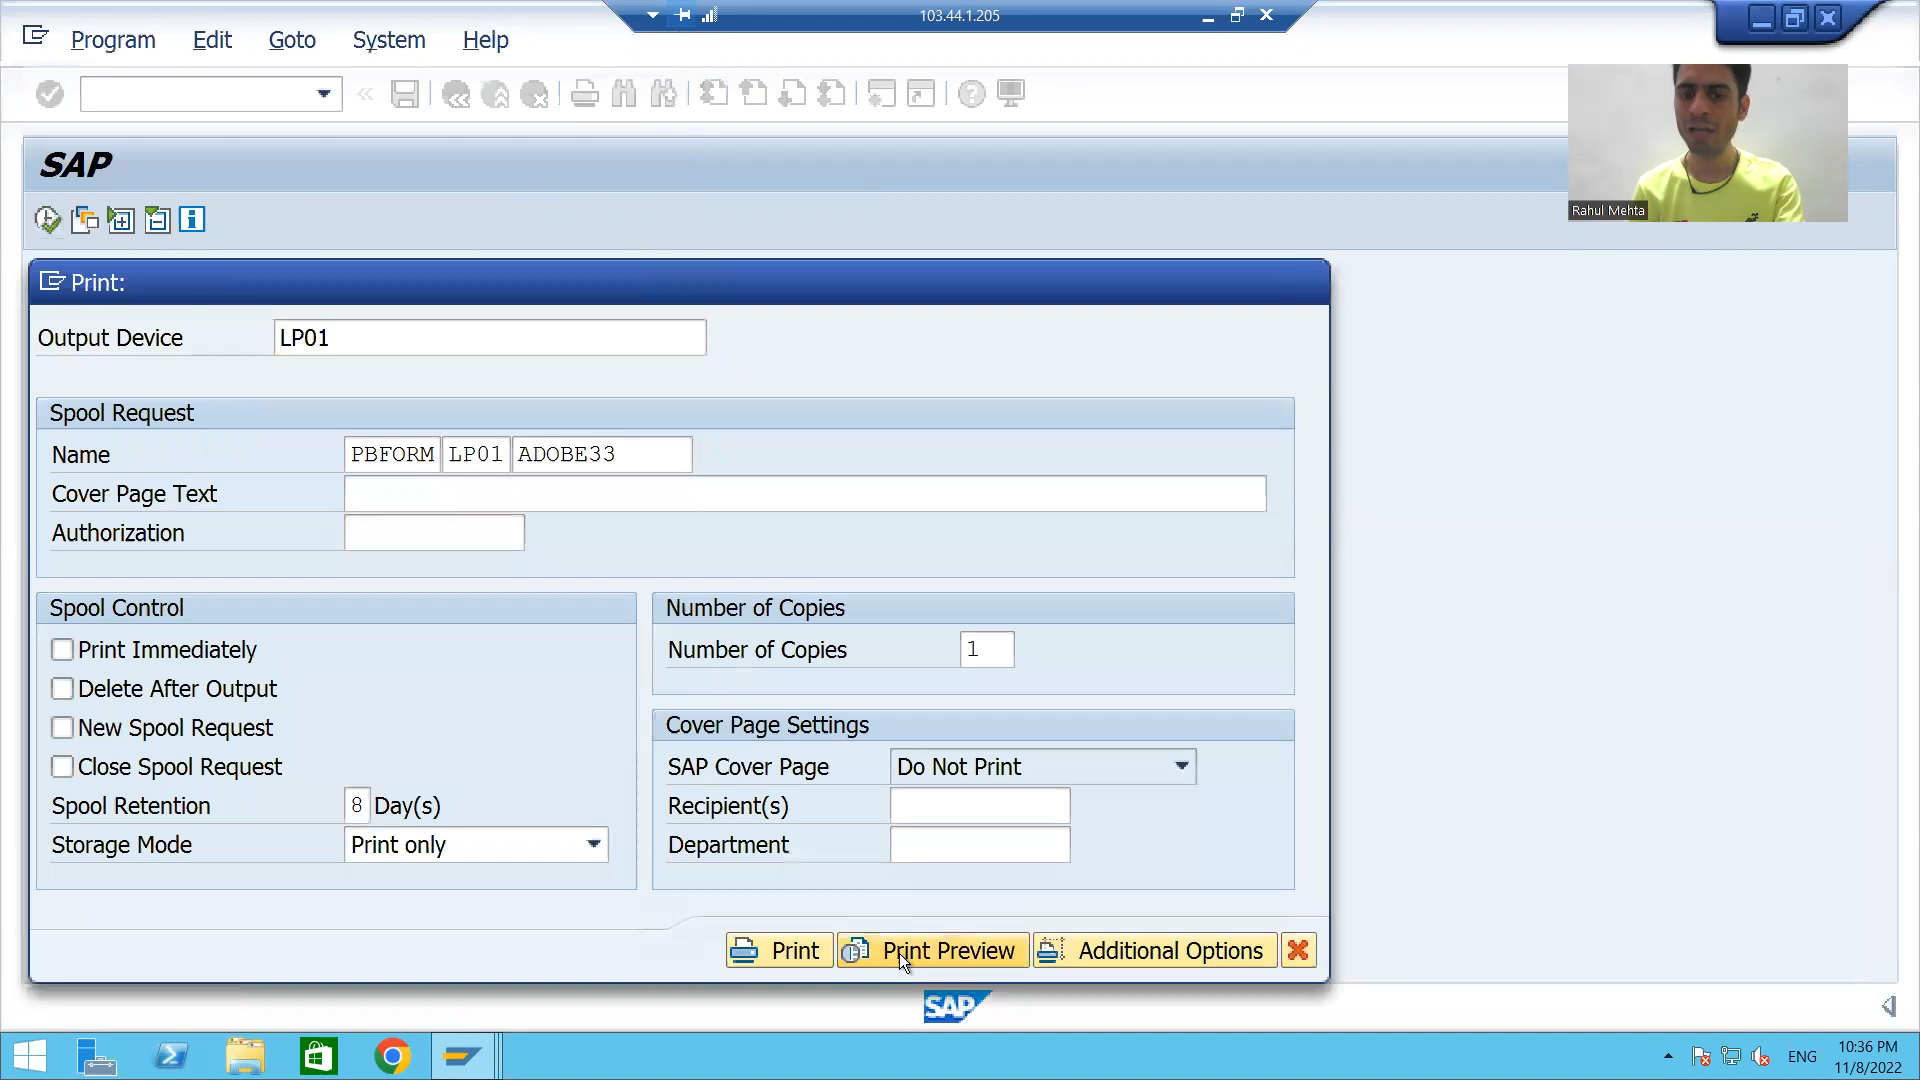 103.44.1.205
Program Edit Goto System Help
SAP
Rahul Mehta
Print:
Output Device LP01
Spool Request
Name PBFORM LP01 ADOBE33
Cover Page Text
Authorization
Spool Control
Print Immediately
Delete After Output
New Spool Request
Close Spool Request
Spool Retention 8 Day(s)
Storage Mode Print only
Number of Copies
Number of Copies 1
Cover Page Settings
SAP Cover Page Do Not Print
Recipient(s)
Department
Print Print Preview Additional Options
SAP
ENG
10:36 PM
11/8/2022